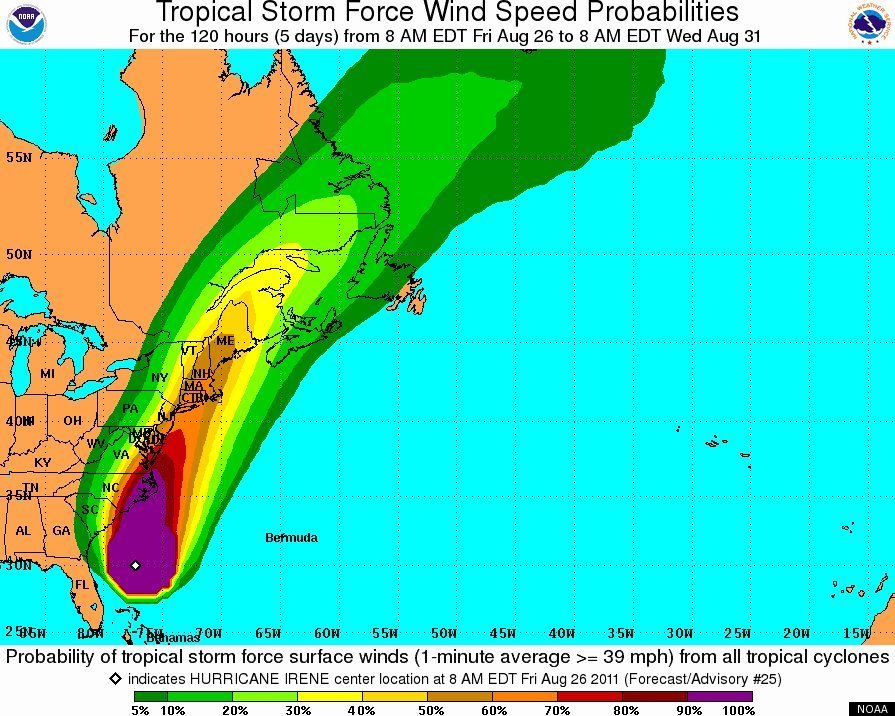 Tropical Storm Force Wind Speed Probabilities
For the 120 hours (5 days) from 8 AM EDT Fri Aug 26 to 8 AM EDT Wed Aug 31
NOAA
55N
50N
45N
ME
VT
MI
NY
NH
MA
CT
PA
NJ
40N
OH
WV
VA
KY
TN
NC
35N
SC
AL
GA
Bermuda
30N
FL
25N
85W 80W 75W 70W 65W 60W 55W 50W 45W 40W 35W 30W 25W 20W 15W
Bahamas
Probability of tropical storm force surface winds (1-minute average >= 39 mph) from all tropical cyclones
indicates HURRICANE IRENE center location at 8 AM EDT Fri Aug 26 2011 (Forecast/Advisory #25)
5% 10% 20% 30% 40% 50% 60% 70% 80% 90% 100%
NOAA